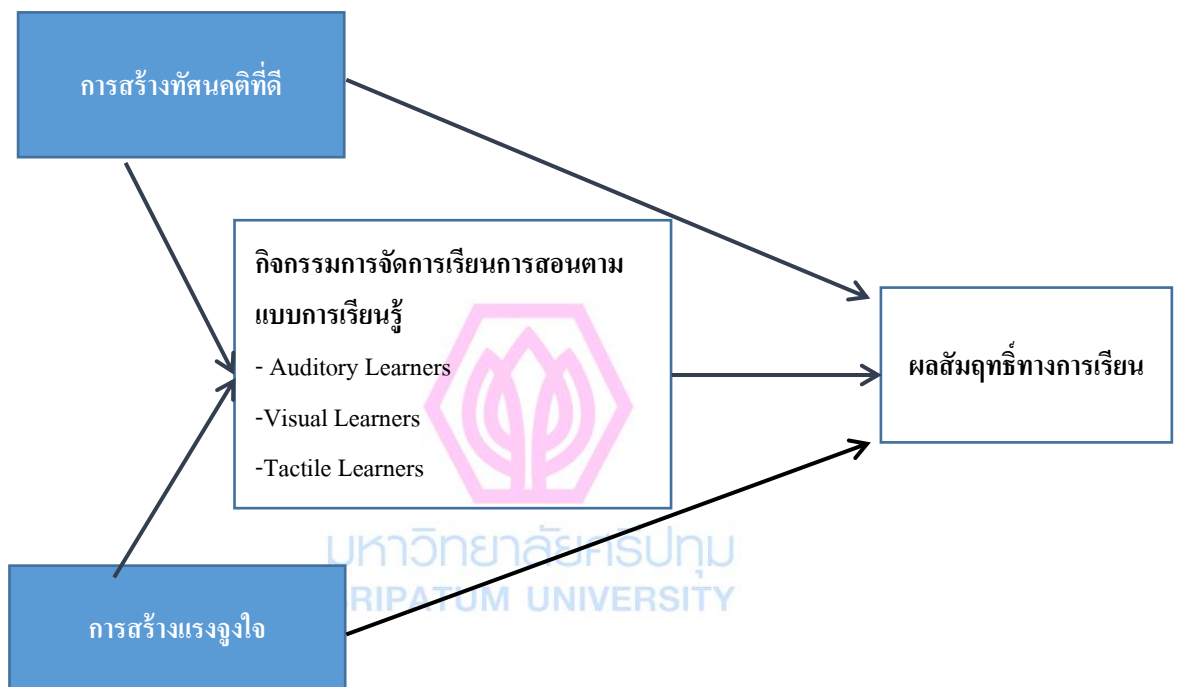 การสร้างทัศนคติที่ดี
กิจกรรมการจัดการเรียนการสอนตาม
แบบการเรียนรู้
- Auditory Learners
-Visual Learners
-Tactile Learners
ผลสัมฤทธิ์ทางการเรียน
มหาวิทยาลัยศรีปทุม
SRIPATUM UNIVERSITY
การสร้างแรงจูงใจ